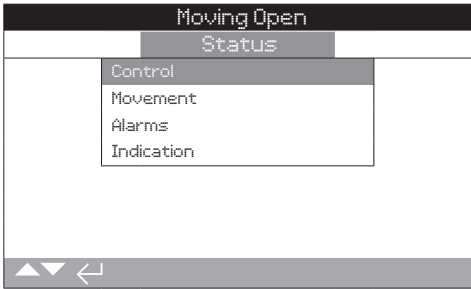 Moving Open
Status
Control
Movement
Alarms
Indication